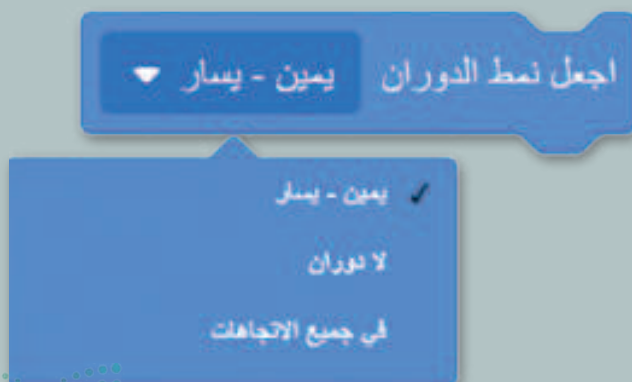 اجعل نمط الدوران يمين - يسار
يمين - يسار
لا دوران
في جميع الاتجاهات